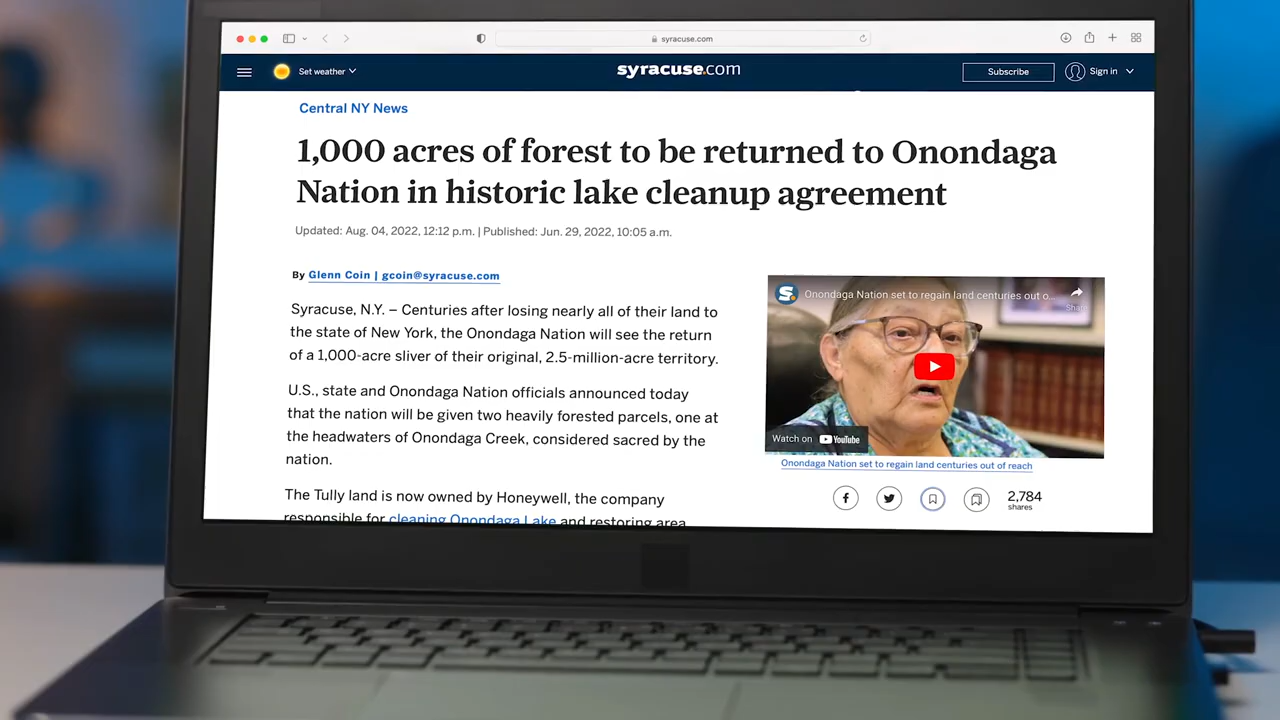 syracuse.com
Set weather
syracuse.com
Subscribe
Sign in
Central NY News
1,000 acres of forest to be returned to Onondaga
Nation in historic lake cleanup agreement
Updated: Aug. 04, 2022, 12:12 p.m. | Published: Jun. 29, 2022, 10:05 a.m.
By Glenn Coin | gcoin@syracuse.com
Syracuse, N.Y. – Centuries after losing nearly all of their land to
the state of New York, the Onondaga Nation will see the return
of a 1,000-acre sliver of their original, 2.5-million-acre territory.
U.S., state and Onondaga Nation officials announced today
that the nation will be given two heavily forested parcels, one at
the headwaters of Onondaga Creek, considered sacred by the
nation.
The Tully land is now owned by Honeywell, the company
responsible for cleaning Onondaga Lake and restoring area
S.
Onondaga Nation set to regain land centuries out o...
Share
Watch on YouTube
Onondaga Nation set to regain land centuries out of reach
2,784
shares